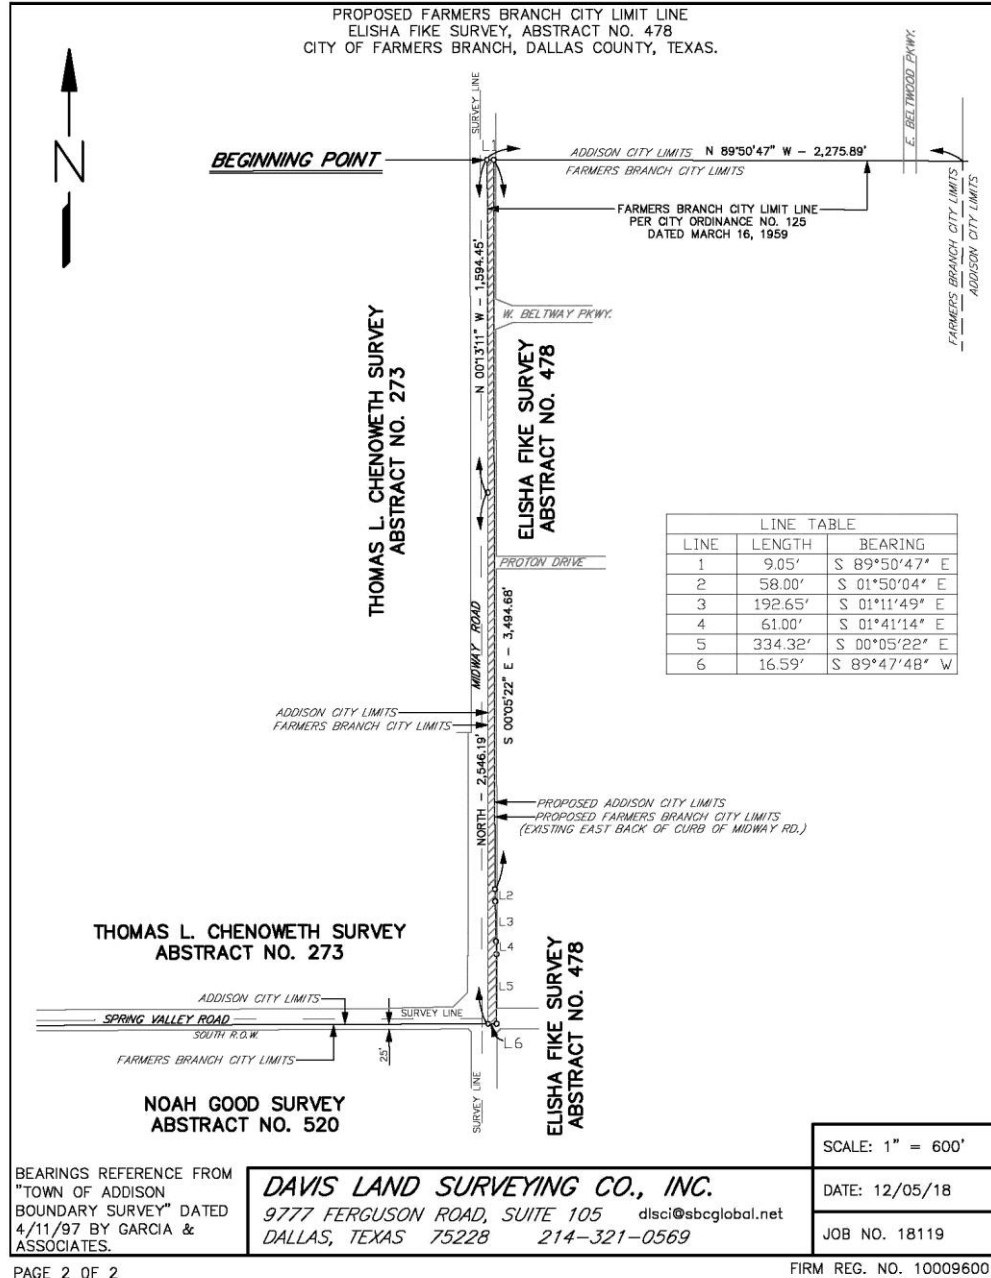 PROPOSED FARMERS BRANCH CITY LIMIT LINE
ELISHA FIKE SURVEY, ABSTRACT NO. 478
CITY OF FARMERS BRANCH, DALLAS COUNTY, TEXAS.
N
SURVEY LINE
L1
E. BELTWOOD PKWY.
BEGINNING POINT
ADDISON CITY LIMITS N 89°50'47" W - 2,275.89'
FARMERS BRANCH CITY LIMITS
FARMERS BRANCH CITY LIMITS
ADDISON CITY LIMITS
FARMERS BRANCH CITY LIMIT LINE
PER CITY ORDINANCE NO. 125
DATED MARCH 16, 1959
N 00°13'11" W - 1,594.45'
W. BELTWAY PKWY.
THOMAS L. CHENOWETH SURVEY
ABSTRACT NO. 273
ELISHA FIKE SURVEY
ABSTRACT NO. 478
PROTON DRIVE
LINE TABLE
LINE LENGTH BEARING
1 9.05' S 89°50'47" E
2 58.00' S 01°50'04" E
3 192.65' S 01°11'49" E
4 61.00' S 01°41'14" E
5 334.32' S 00°05'22" E
6 16.59' S 89°47'48" W
MIDWAY ROAD
S 00°05'22" E - 3,494.68'
ADDISON CITY LIMITS
FARMERS BRANCH CITY LIMITS
NORTH - 2,546.19'
PROPOSED ADDISON CITY LIMITS
PROPOSED FARMERS BRANCH CITY LIMITS
(EXISTING EAST BACK OF CURB OF MIDWAY RD.)
L2
L3
L4
L5
L6
THOMAS L. CHENOWETH SURVEY
ABSTRACT NO. 273
ELISHA FIKE SURVEY
ABSTRACT NO. 478
ADDISON CITY LIMITS
SURVEY LINE
SPRING VALLEY ROAD
SOUTH R.O.W.
FARMERS BRANCH CITY LIMITS
25'
SURVEY LINE
NOAH GOOD SURVEY
ABSTRACT NO. 520
BEARINGS REFERENCE FROM
"TOWN OF ADDISON
BOUNDARY SURVEY" DATED
4/11/97 BY GARCIA &
ASSOCIATES.
DAVIS LAND SURVEYING CO., INC.
9777 FERGUSON ROAD, SUITE 105 dlsci@sbcglobal.net
DALLAS, TEXAS 75228 214-321-0569
SCALE: 1" = 600'
DATE: 12/05/18
JOB NO. 18119
PAGE 2 OF 2
FIRM REG. NO. 10009600